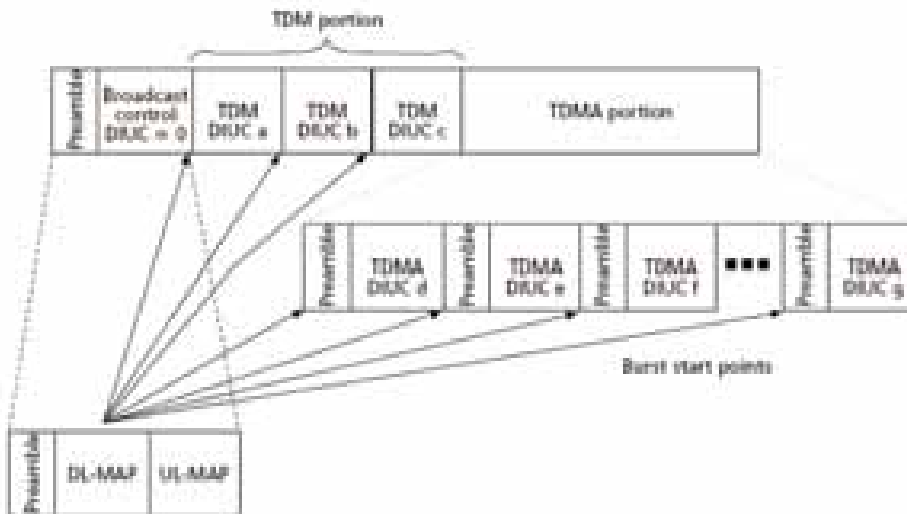 TDM portion
Preamble
Broadcast
control
DIUC = 0
TDM
DIUC a
TDM
DIUC b
TDM
DIUC c
TDMA portion
Preamble
TDMA
DIUC d
Preamble
TDMA
DIUC e
Preamble
TDMA
DIUC f
Preamble
TDMA
DIUC g
Burst start points
Preamble
DL-MAP
UL-MAP